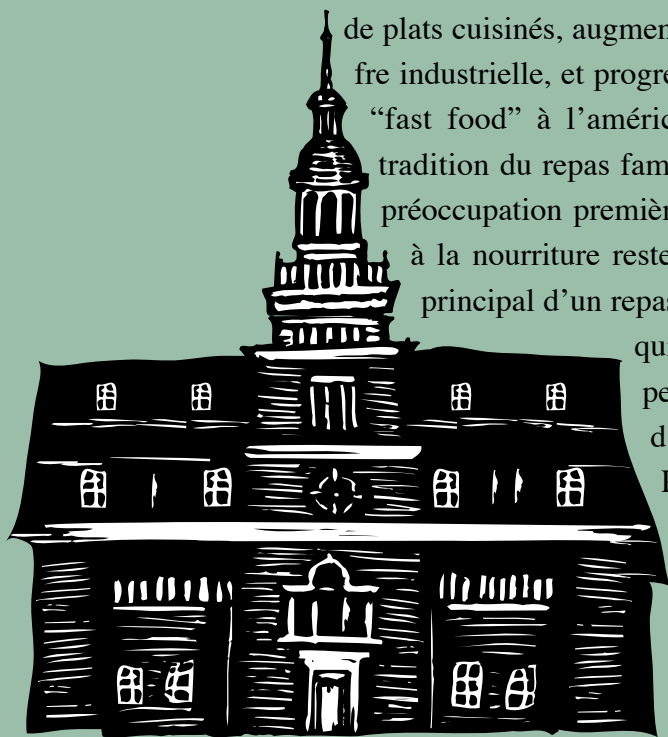 de plats cuisinés, augmen
fre industrielle, et progre
“fast food” à l’améric
tradition du repas fam
préoccupation premièr
à la nourriture reste
principal d’un repas
qu
pe
d